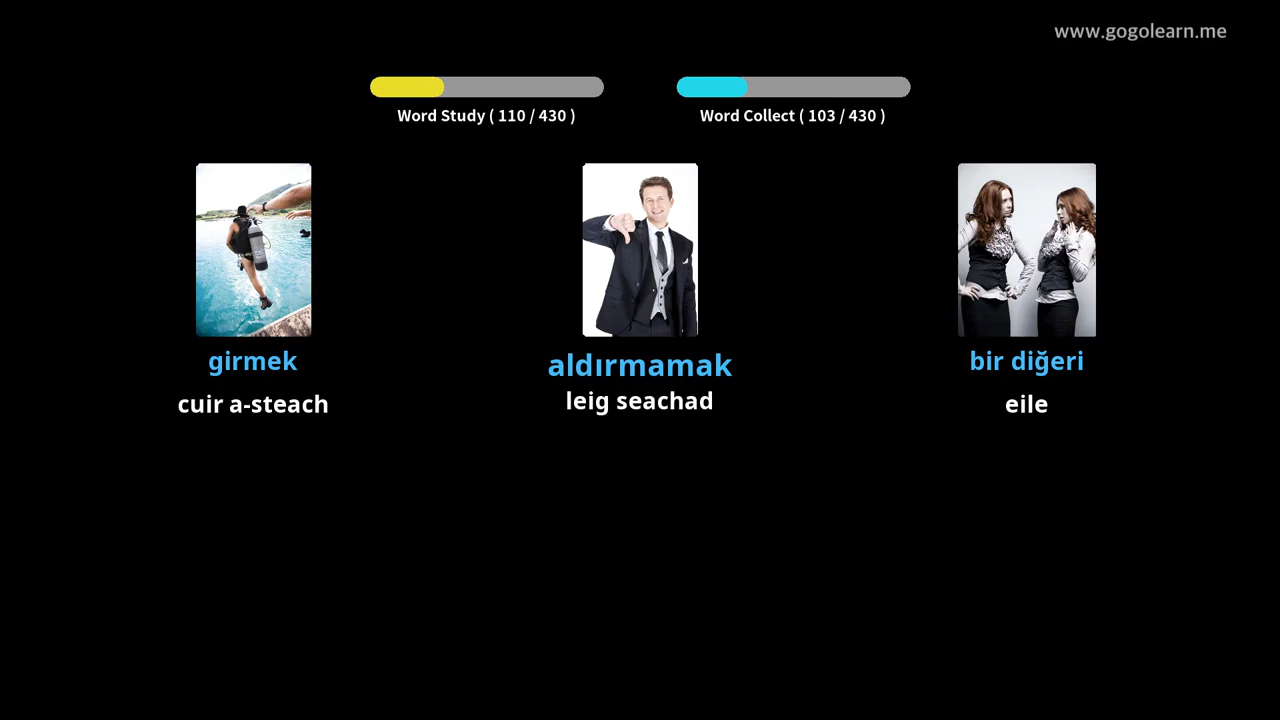 www.gogolearn.me
Word Study ( 110 / 430 )
Word Collect ( 103 / 430 )
girmek
cuir a-steach
aldırmamak
leig seachad
bir diğeri
eile